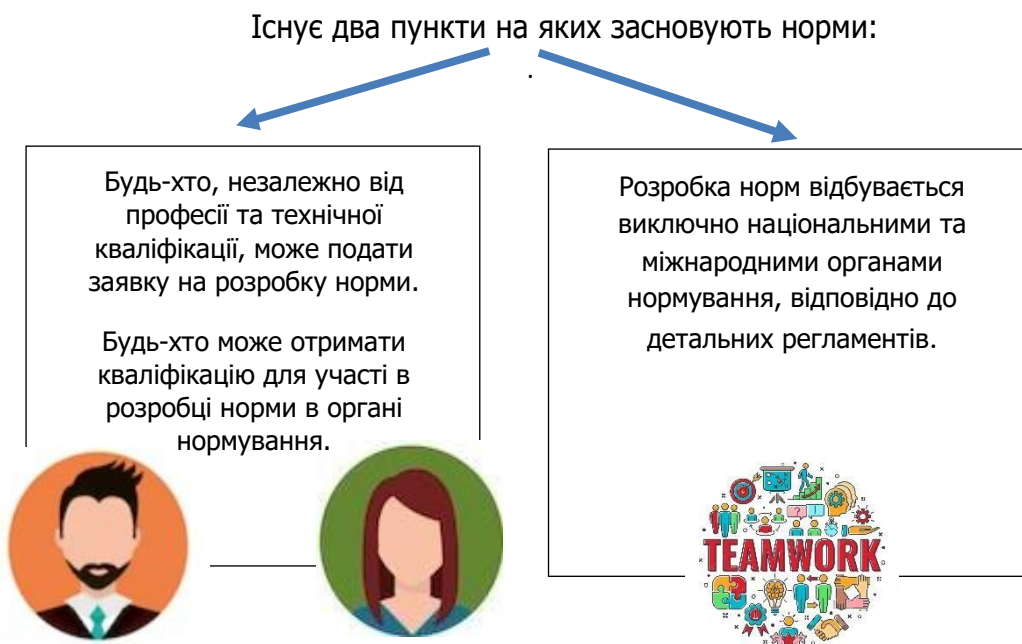 Існує два пункти на яких засновують норми:
.
Будь-хто, незалежно від
професії та технічної
кваліфікації, може подати
заявку на розробку норми.
Будь-хто може отримати
кваліфікацію для участі в
розробці норми в органі
нормування.
Розробка норм відбувається
виключно національними та
міжнародними органами
нормування, відповідно до
детальних регламентів.
TEAMWORK